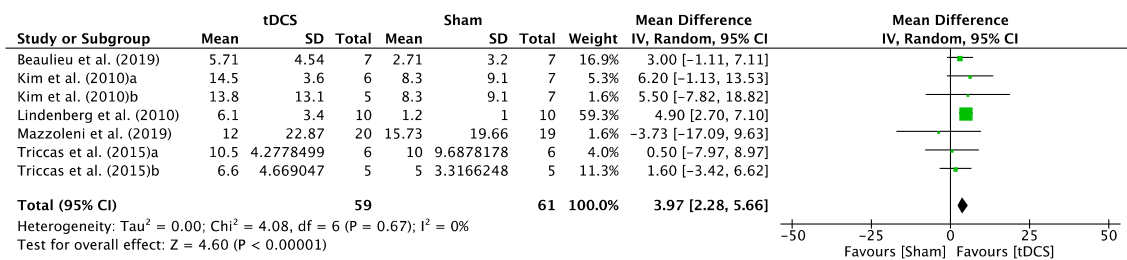 tDCS Sham Mean Difference Mean Difference
Study or Subgroup Mean SD Total Mean SD Total Weight IV, Random, 95% CI IV, Random, 95% CI
Beaulieu et al. (2019) 5.71 4.54 7 2.71 3.2 7 16.9% 3.00 [−1.11, 7.11]
Kim et al. (2010)a 14.5 3.6 6 8.3 9.1 7 5.3% 6.20 [−1.13, 13.53]
Kim et al. (2010)b 13.8 13.1 5 8.3 9.1 7 1.6% 5.50 [−7.82, 18.82]
Lindenberg et al. (2010) 6.1 3.4 10 1.2 1 10 59.3% 4.90 [2.70, 7.10]
Mazzoleni et al. (2019) 12 22.87 20 15.73 19.66 19 1.6% −3.73 [−17.09, 9.63]
Triccas et al. (2015)a 10.5 4.2778499 6 10 9.6878178 6 4.0% 0.50 [−7.97, 8.97]
Triccas et al. (2015)b 6.6 4.669047 5 5 3.3166248 5 11.3% 1.60 [−3.42, 6.62]
Total (95% CI) 59 61 100.0% 3.97 [2.28, 5.66]
Heterogeneity: Tau² = 0.00; Chi² = 4.08, df = 6 (P = 0.67); I² = 0%
Test for overall effect: Z = 4.60 (P < 0.00001)
−50 −25 0 25 50
Favours [Sham] Favours [tDCS]